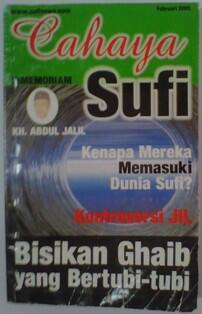 www.sufinews.com
Februari 2005
Cahaya
Sufi
IN MEMORIAM
KH. ABDUL JALIL
Kenapa Mereka
Memasuki
Dunia Sufi?
Kontroversi JIL
Bisikan Ghaib
yang Bertubi-tubi